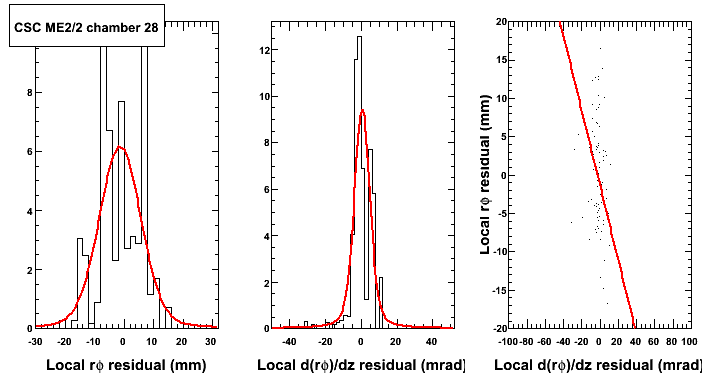 CSC ME2/2 chamber 28
8
6
4
2
0
-30 -20 -10 0 10 20 30
Local rϕ residual (mm)
12
10
8
6
4
2
0
-40 -20 0 20 40
Local d(rϕ)/dz residual (mrad)
Local rϕ residual (mm)
20
15
10
5
0
-5
-10
-15
-20
-100 -80 -60 -40 -20 0 20 40 60 80 100
Local d(rϕ)/dz residual (mrad)